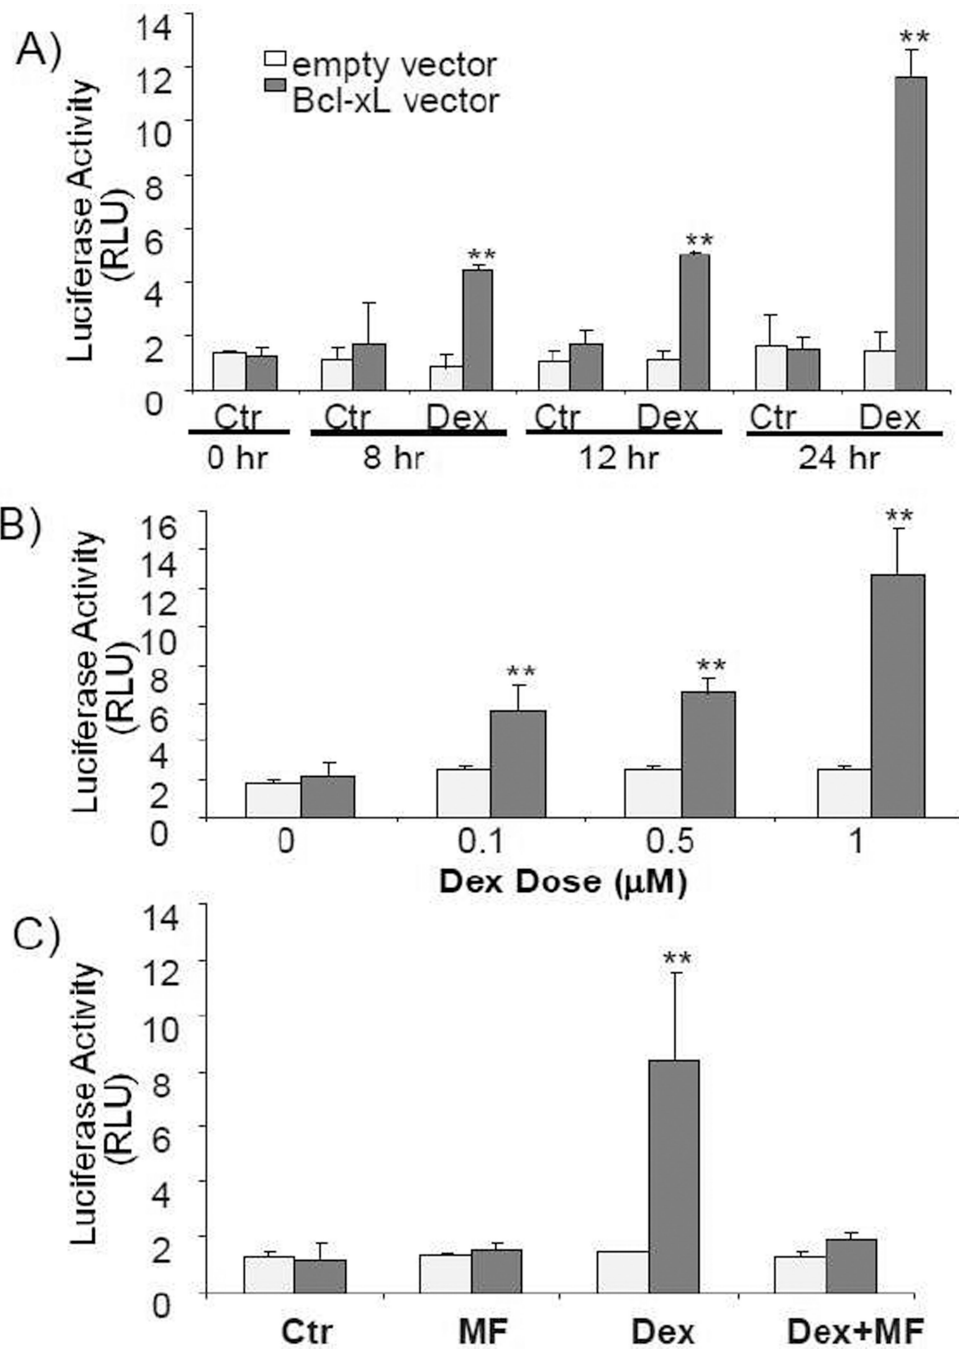 A)
Luciferase Activity
(RLU)
14
12
10
8
6
4
2
0
empty vector
Bcl-xL vector
**
**
**
Ctr Ctr Dex Ctr Dex Ctr Dex
0 hr 8 hr 12 hr 24 hr
B)
Luciferase Activity
(RLU)
16
14
12
10
8
6
4
2
0
**
**
**
0 0.1 0.5 1
Dex Dose (μM)
C)
Luciferase Activity
(RLU)
14
12
10
8
6
4
2
0
**
Ctr MF Dex Dex+MF